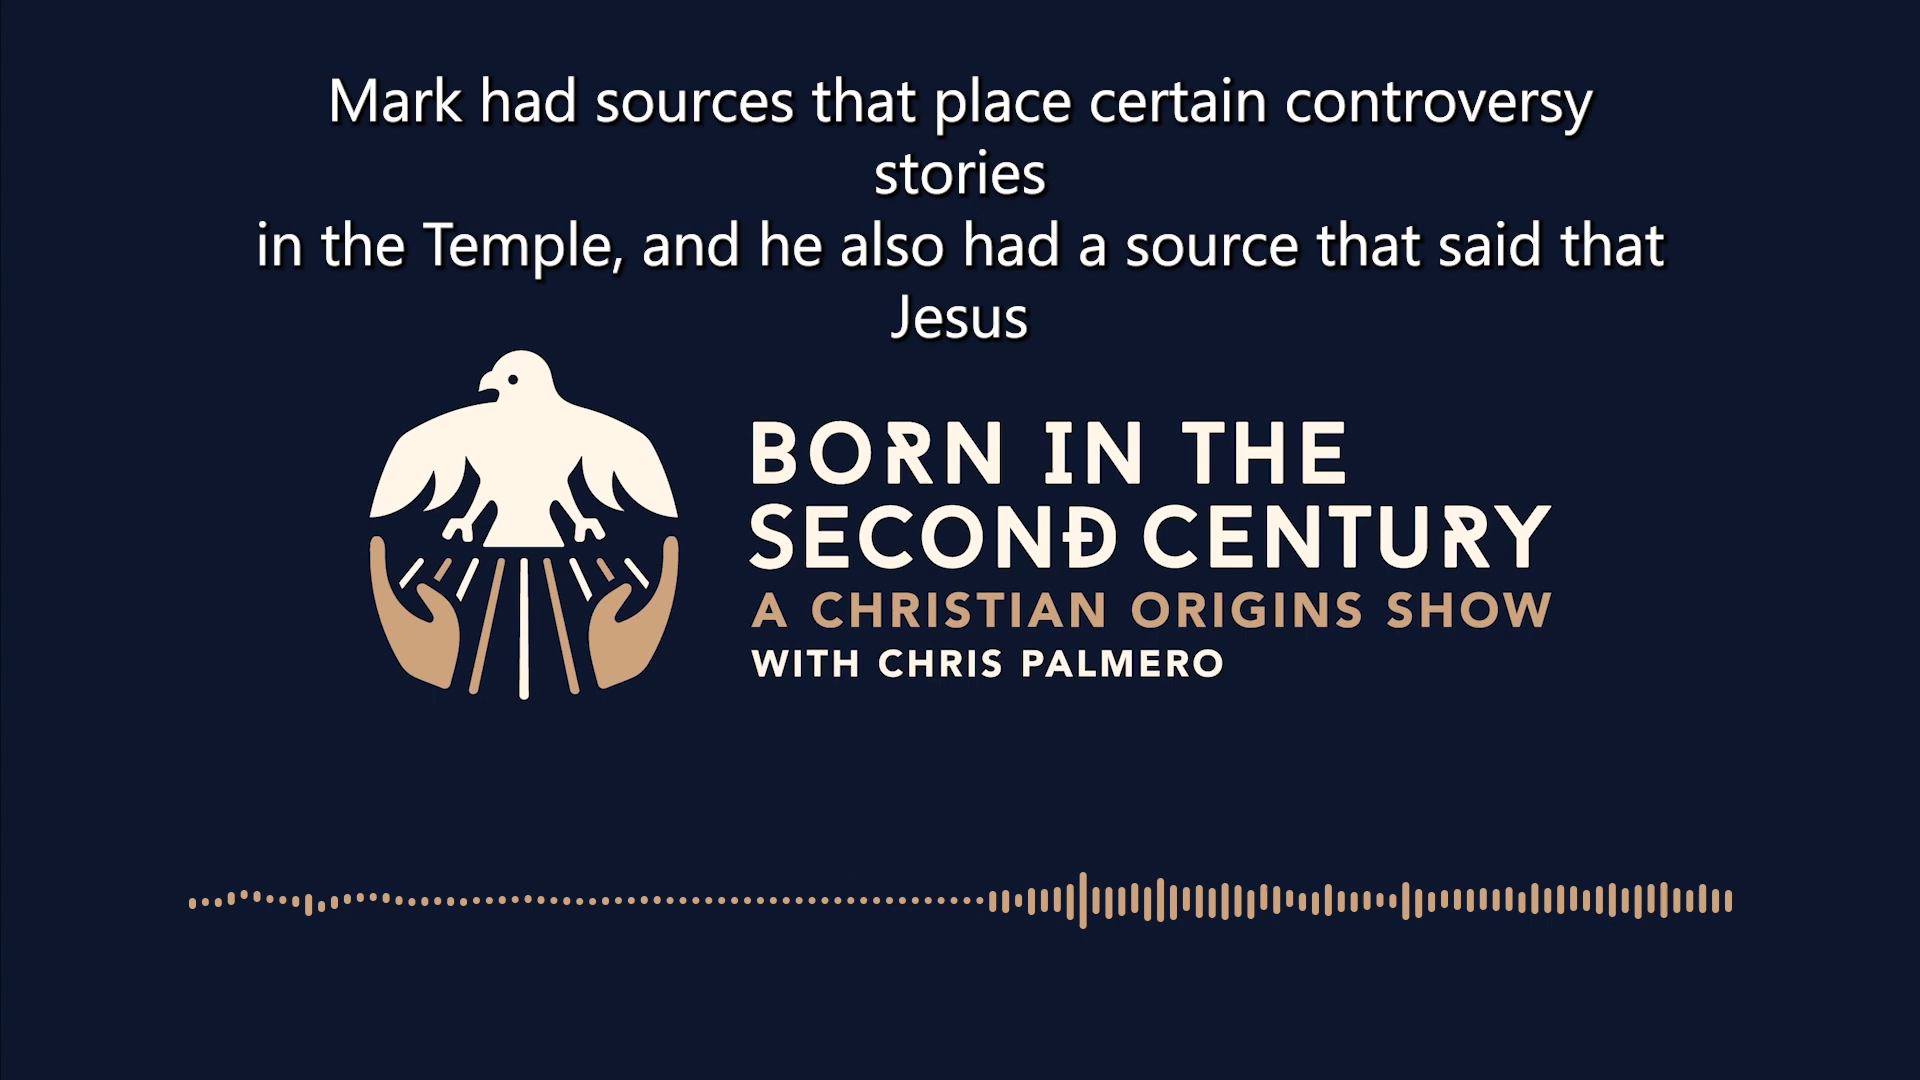 Mark had sources that place certain controversy
stories
in the Temple, and he also had a source that said that
Jesus
BORN IN THE
SECOND CENTURY
A CHRISTIAN ORIGINS SHOW
WITH CHRIS PALMERO